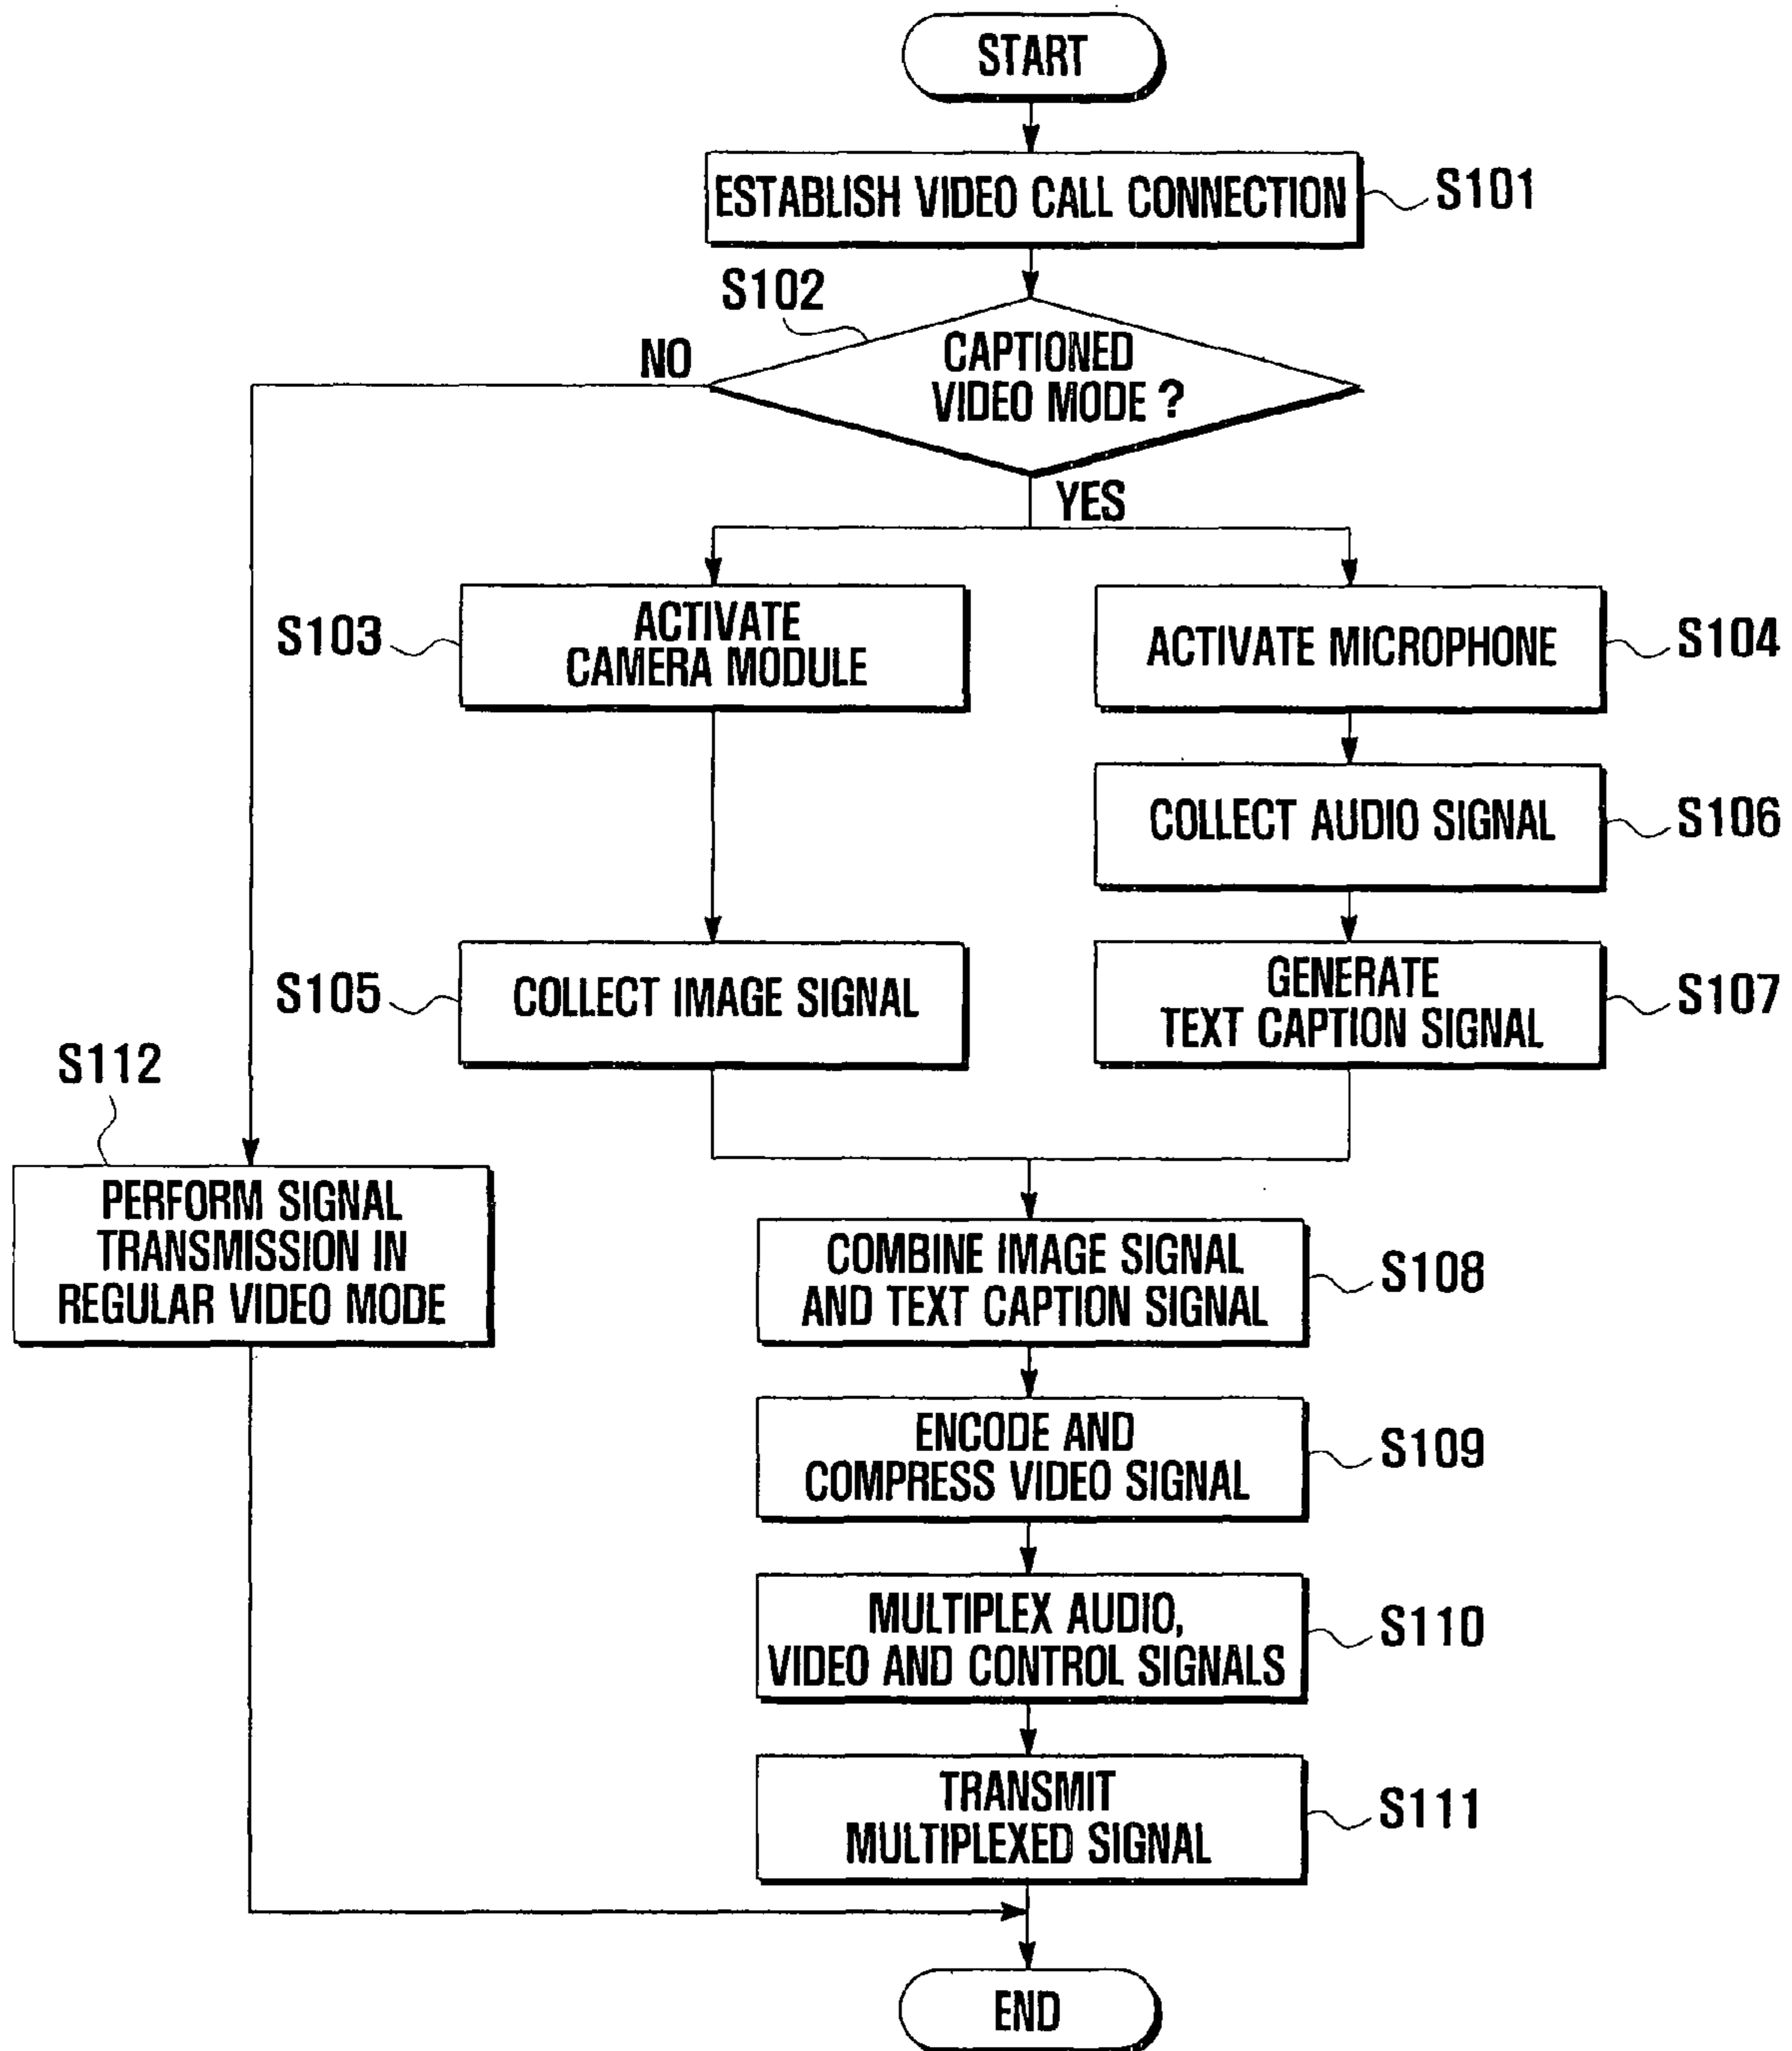 START
ESTABLISH VIDEO CALL CONNECTION
S101
S102
CAPTIONED
VIDEO MODE ?
NO
YES
ACTIVATE
CAMERA MODULE
S103
ACTIVATE MICROPHONE
S104
COLLECT AUDIO SIGNAL
S106
S105
COLLECT IMAGE SIGNAL
GENERATE
TEXT CAPTION SIGNAL
S107
S112
PERFORM SIGNAL
TRANSMISSION IN
REGULAR VIDEO MODE
COMBINE IMAGE SIGNAL
AND TEXT CAPTION SIGNAL
S108
ENCODE AND
COMPRESS VIDEO SIGNAL
S109
MULTIPLEX AUDIO,
VIDEO AND CONTROL SIGNALS
S110
TRANSMIT
MULTIPLEXED SIGNAL
S111
END